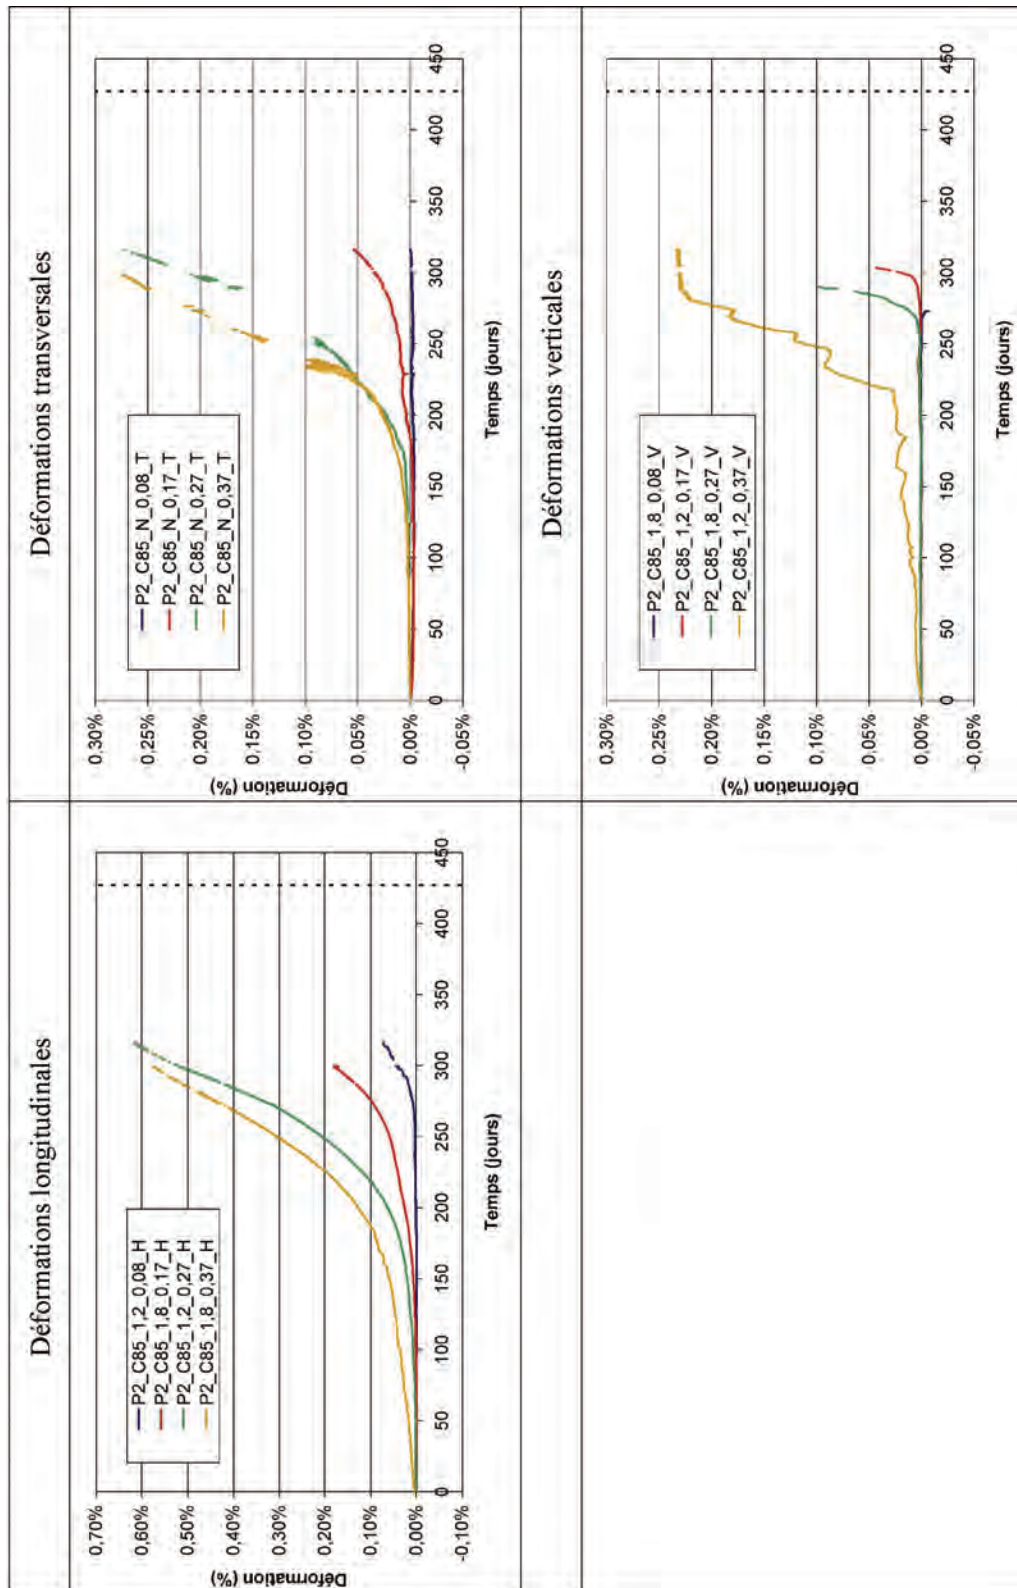 Déformations longitudinales
0,70%
0,60%
0,50%
0,40%
0,30%
0,20%
0,10%
0,00%
-0,10%
Déformation (%)
P2_C85_1,2_0,08_H
P2_C85_1,8_0,17_H
P2_C85_1,2_0,27_H
P2_C85_1,8_0,37_H
0 50 100 150 200 250 300 350 400 450
Temps (jours)
Déformations transversales
0,30%
0,25%
0,20%
0,15%
0,10%
0,05%
0,00%
-0,05%
Déformation (%)
P2_C85_N_0,08_T
P2_C85_N_0,17_T
P2_C85_N_0,27_T
P2_C85_N_0,37_T
0 50 100 150 200 250 300 350 400 450
Temps (jours)
Déformations verticales
0,30%
0,25%
0,20%
0,15%
0,10%
0,05%
0,00%
-0,05%
Déformation (%)
P2_C85_1,8_0,08_V
P2_C85_1,2_0,17_V
P2_C85_1,8_0,27_V
P2_C85_1,2_0,37_V
0 50 100 150 200 250 300 350 400 450
Temps (jours)